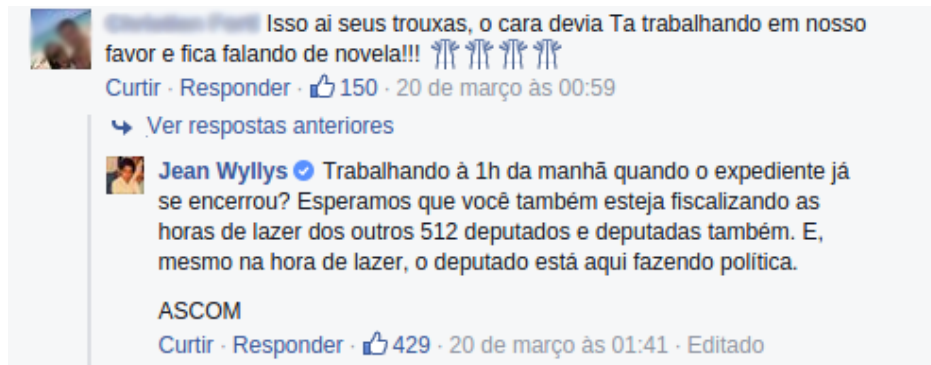 Isso ai seus trouxas, o cara devia Ta trabalhando em nosso
favor e fica falando de novela!!!
Curtir · Responder · 150 · 20 de março às 00:59
Ver respostas anteriores
Jean Wyllys Trabalhando à 1h da manhã quando o expediente já
se encerrou? Esperamos que você também esteja fiscalizando as
horas de lazer dos outros 512 deputados e deputadas também. E,
mesmo na hora de lazer, o deputado está aqui fazendo política.
ASCOM
Curtir · Responder · 429 · 20 de março às 01:41 · Editado